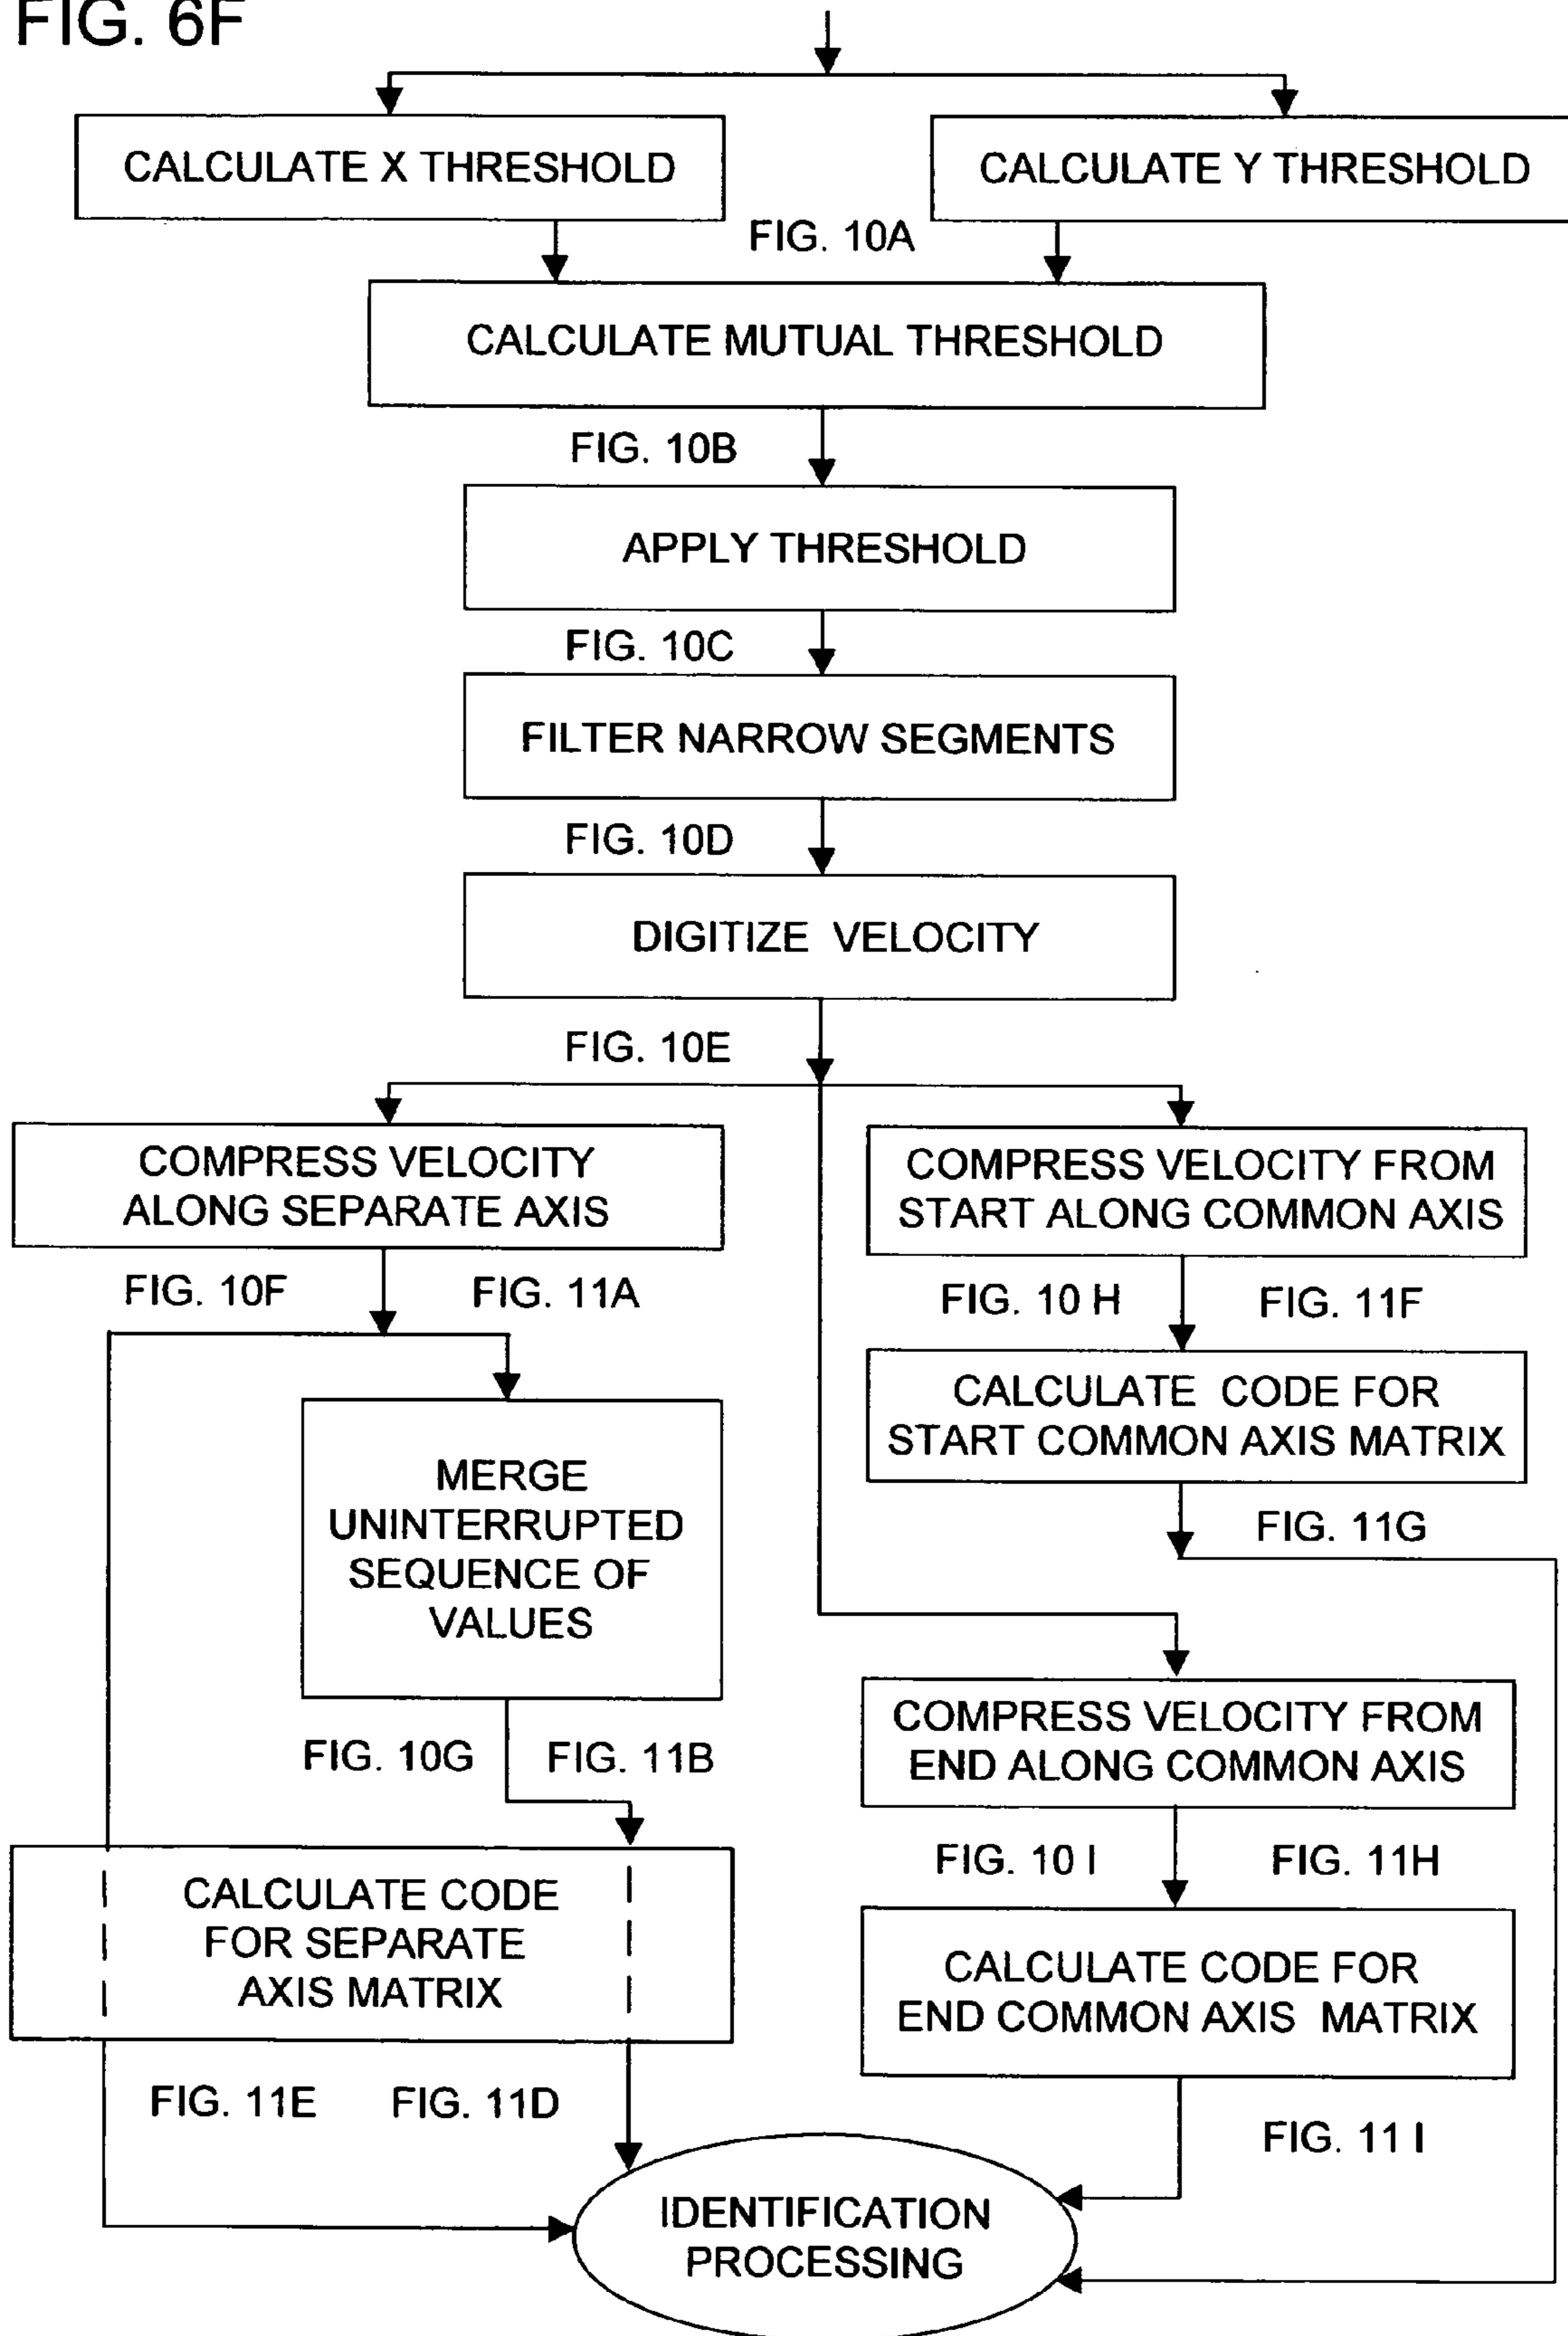 FIG. 6F
CALCULATE X THRESHOLD
CALCULATE Y THRESHOLD
FIG. 10A
CALCULATE MUTUAL THRESHOLD
FIG. 10B
APPLY THRESHOLD
FIG. 10C
FILTER NARROW SEGMENTS
FIG. 10D
DIGITIZE VELOCITY
FIG. 10E
COMPRESS VELOCITY
ALONG SEPARATE AXIS
COMPRESS VELOCITY FROM
START ALONG COMMON AXIS
FIG. 10F
FIG. 11A
FIG. 10 H
FIG. 11F
CALCULATE CODE FOR
START COMMON AXIS MATRIX
MERGE
UNINTERRUPTED
SEQUENCE OF
VALUES
FIG. 11G
COMPRESS VELOCITY FROM
END ALONG COMMON AXIS
FIG. 10G
FIG. 11B
FIG. 10 I
FIG. 11H
CALCULATE CODE
FOR SEPARATE
AXIS MATRIX
CALCULATE CODE FOR
END COMMON AXIS MATRIX
FIG. 11E
FIG. 11D
FIG. 11 I
IDENTIFICATION
PROCESSING